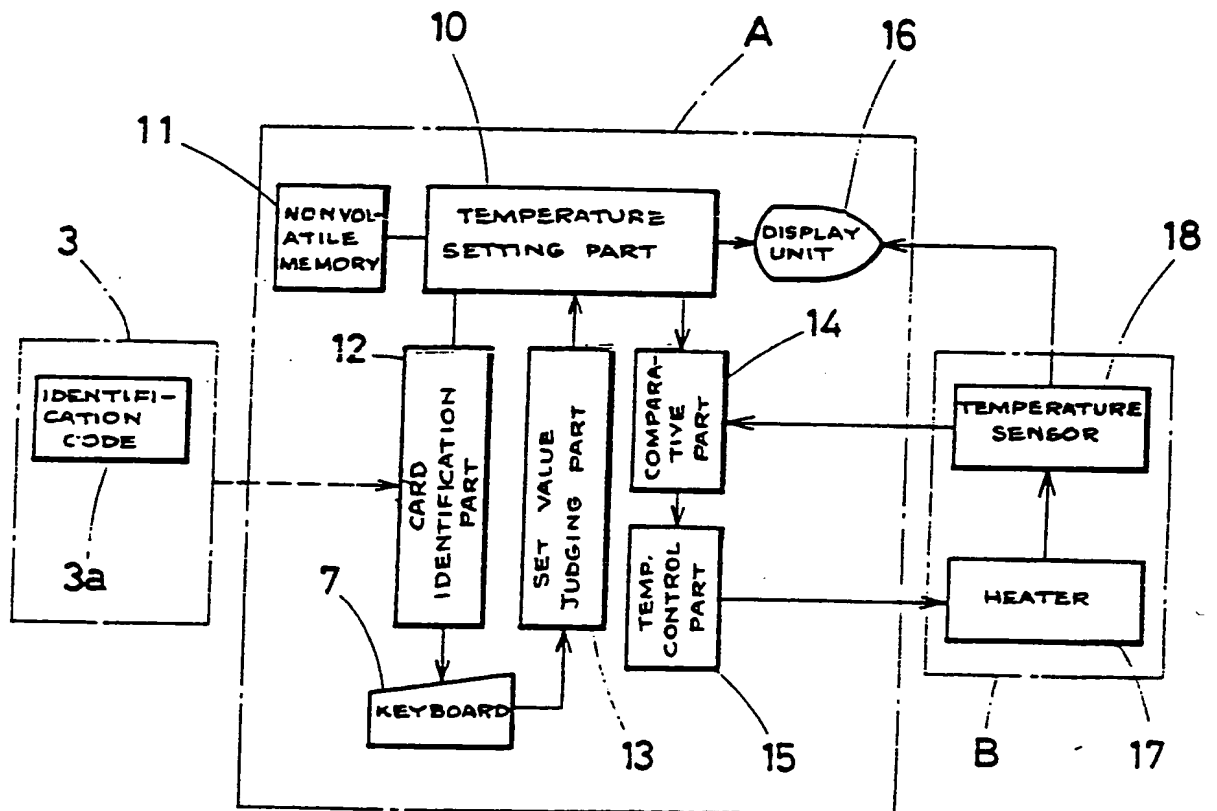 10
A
16
11
NONVOL-
ATILE
MEMORY
TEMPERATURE
SETTING PART
DISPLAY
UNIT
18
3
12
14
IDENTIFI-
CATION
CODE
3a
CARD
IDENTIFICATION
PART
SET VALUE
JUDGING PART
COMPARA-
TIVE
PART
TEMPERATURE
SENSOR
7
TEMP.
CONTROL
PART
HEATER
KEYBOARD
13
15
B
17